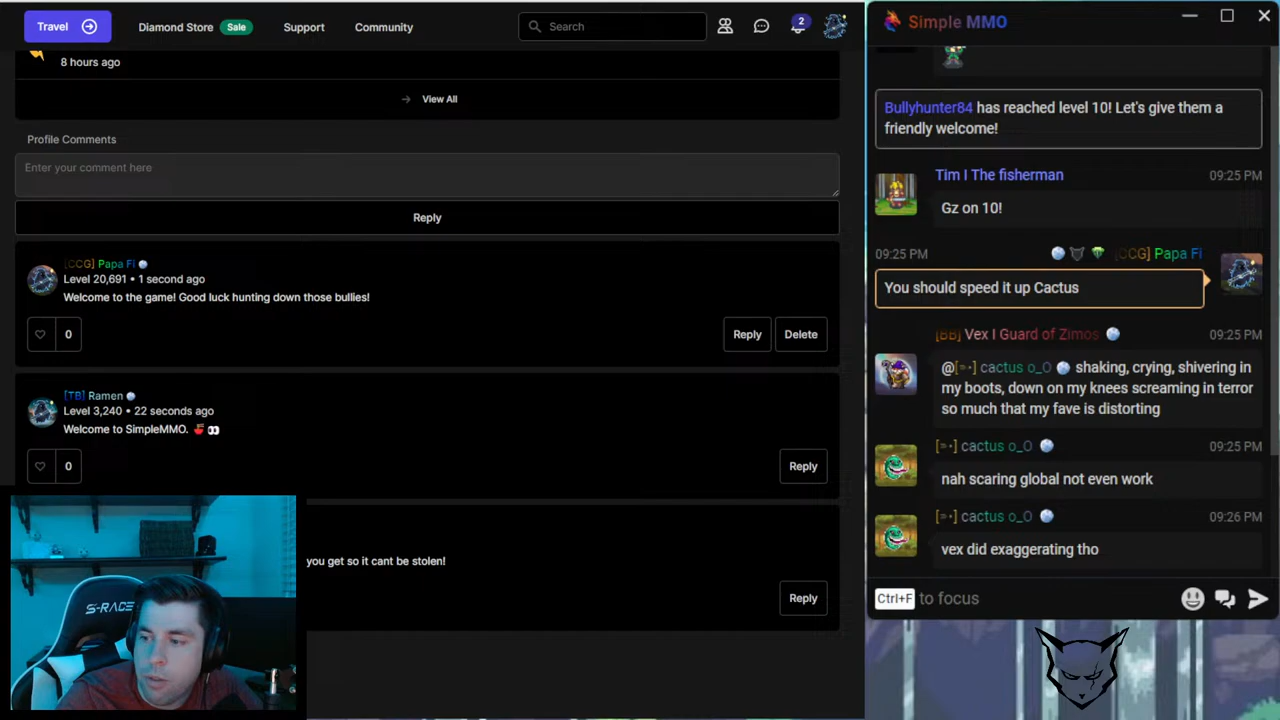 Travel
Diamond Store Sale
Support
Community
Search
2
8 hours ago
View All
Profile Comments
Enter your comment here
Reply
[CCG] Papa Fi
Level 20,691 • 1 second ago
Welcome to the game! Good luck hunting down those bullies!
0
Reply
Delete
[TB] Ramen
Level 3,240 • 22 seconds ago
Welcome to SimpleMMO.
0
Reply
you get so it cant be stolen!
Reply
S-RACE
Simple MMO
Bullyhunter84 has reached level 10! Let's give them a
friendly welcome!
Tim I The fisherman 09:25 PM
Gz on 10!
09:25 PM [CCG] Papa Fi
You should speed it up Cactus
[BB] Vex I Guard of Zimos 09:25 PM
@[=•] cactus o_O shaking, crying, shivering in
my boots, down on my knees screaming in terror
so much that my fave is distorting
[=•] cactus o_O 09:25 PM
nah scaring global not even work
[=•] cactus o_O 09:26 PM
vex did exaggerating tho
Ctrl+F to focus